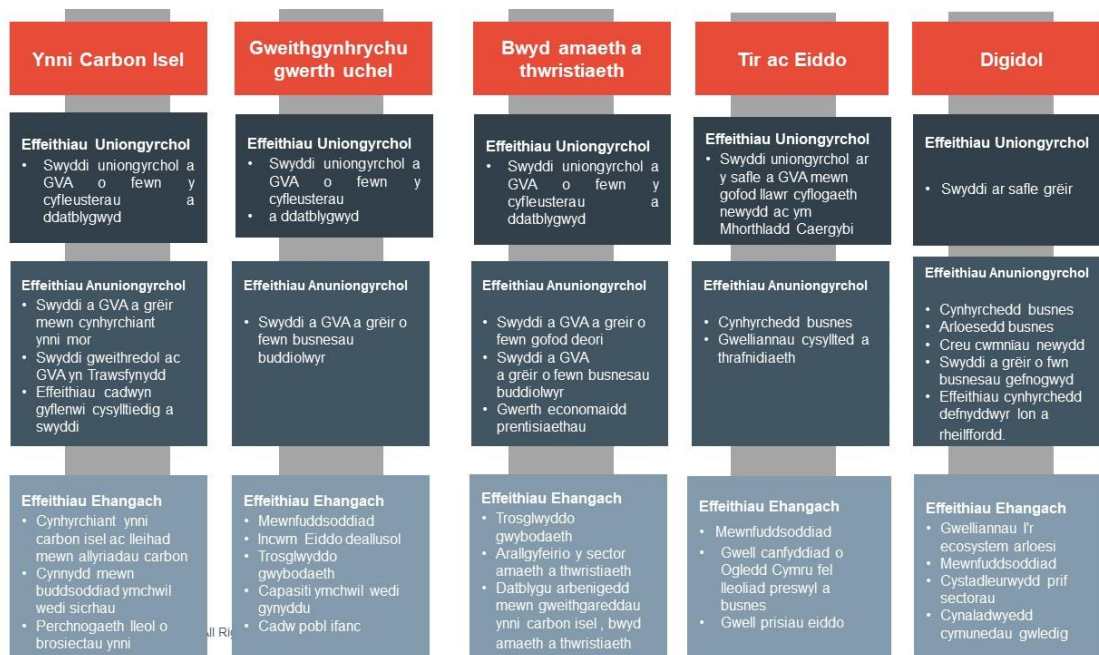 Ynni Carbon Isel
Effeithiau Uniongyrchol
• Swyddi uniongyrchol a
GVA o fewn y
cyfleusterau a
ddatblygwyd
Effeithiau Anuniongyrchol
• Swyddi a GVA a grëir
mewn cynhyrchiant
ynni mor
• Swyddi gweithredol ac
GVA yn Trawsfynydd
• Effeithiau cadwyn
gyflenwi cysylltiedig a
swyddi
Effeithiau Ehangach
• Cynhyrchiant ynni
carbon isel ac lleihad
mewn allyriadau carbon
• Cynnydd mewn
buddsoddiad ymchwil
wedi sicrhau
• Perchnogaeth lleol o
brosiectau ynni
Gweithgynhrychu
gwerth uchel
Effeithiau Uniongyrchol
• Swyddi uniongyrchol a
GVA o fewn y
cyfleusterau
• a ddatblygwyd
Effeithiau Anuniongyrchol
• Swyddi a GVA a grëir o
fewn busnesau
buddiolwyr
Effeithiau Ehangach
• Mewnfuddsoddiad
• Incwm Eiddo deallusol
• Trosglwyddo
gwybodaeth
• Capasiti ymchwil wedi
gynyddu
• Cadw pobl ifanc
Bwyd amaeth a
thwristiaeth
Effeithiau Uniongyrchol
• Swyddi uniongyrchol a
GVA o fewn y
cyfleusterau a
ddatblygwyd
Effeithiau Anuniongyrchol
• Swyddi a GVA a greir o
fewn gofod deori
• Swyddi a GVA
a grëir o fewn busnesau
buddiolwyr
• Gwerth economaidd
prentisiaethau
Effeithiau Ehangach
• Trosglwyddo
gwybodaeth
• Arallgyfeirio y sector
amaeth a thwristiaeth
• Datblygu arbenigedd
mewn gweithgareddau
ynni carbon isel , bwyd
amaeth a thwristiaeth
Tir ac Eiddo
Effeithiau Uniongyrchol
• Swyddi uniongyrchol ar
y safle a GVA mewn
gofod llawr cyflogaeth
newydd ac ym
Mhorthladd Caergybi
Effeithiau Anuniongyrchol
• Cynhyrchedd busnes
• Gwelliannau cysyllted a
thrafnidiaeth
Effeithiau Ehangach
• Mewnfuddsoddiad
• Gwell canfyddiad o
Ogledd Cymru fel
lleoliad preswyl a
busnes
• Gwell prisiau eiddo
Digidol
Effeithiau Uniongyrchol
• Swyddi ar safle grëir
Effeithiau Anuniongyrchol
• Cynhyrchedd busnes
• Arloesedd busnes
• Creu cwmnïau newydd
• Swyddi a grëir o fwn
busnesau gefnogwyd
• Effeithiau cynhyrchedd
defnyddwyr lon a
rheilffordd.
Effeithiau Ehangach
• Gwelliannau I'r
ecosystem arloesi
• Mewnfuddsoddiad
• Cystadleurwydd prif
sectorau
• Cynaladwyedd
cymunedau gwledig